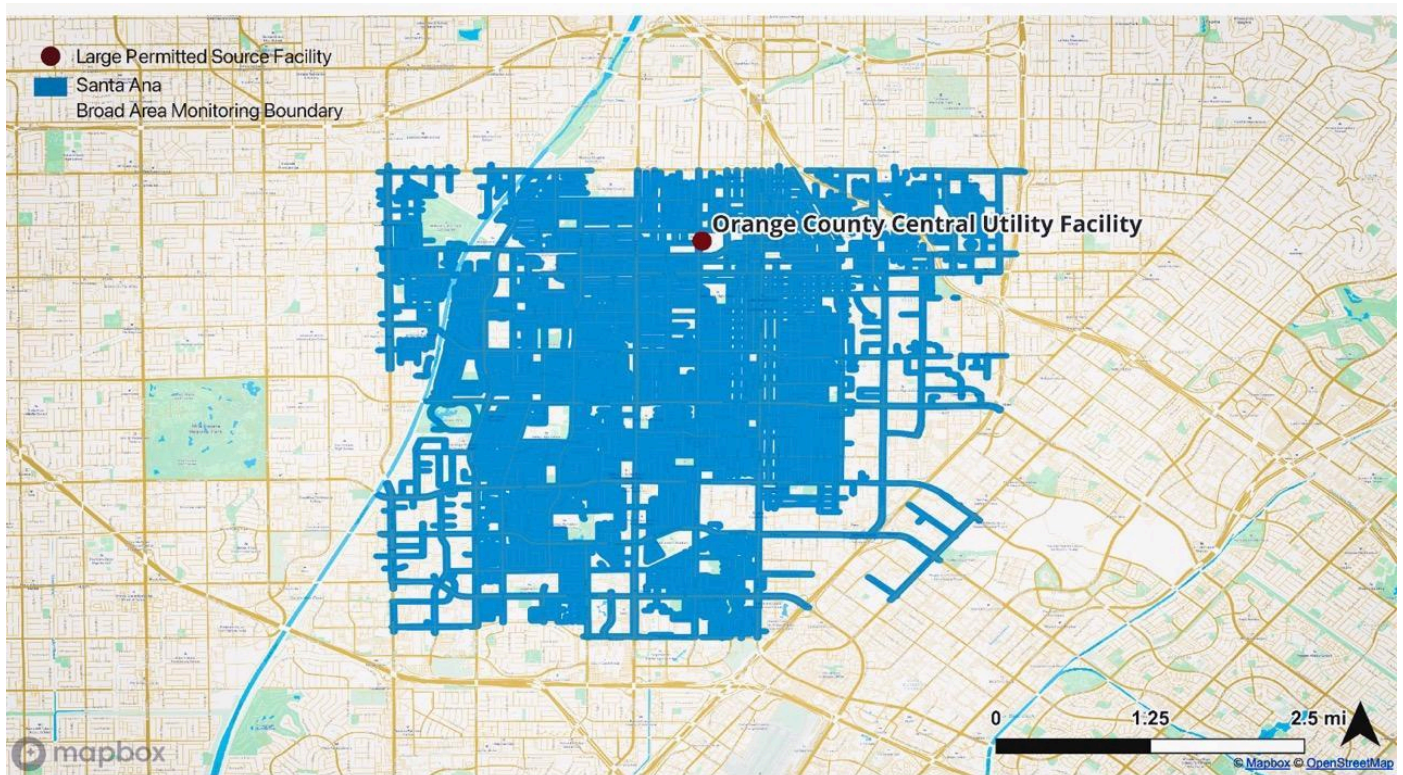 Large Permitted Source Facility
Santa Ana
Broad Area Monitoring Boundary
Orange County Central Utility Facility
0 1.25 2.5 mi
mapbox
© Mapbox © OpenStreetMap